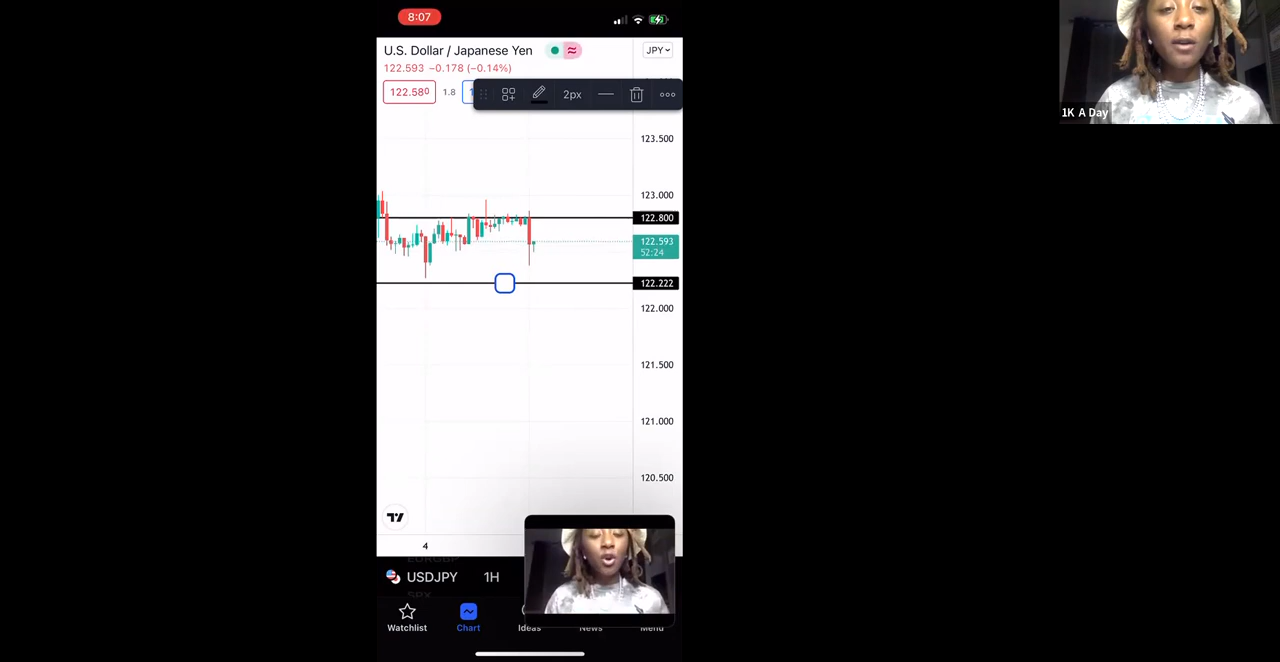 8:07
U.S. Dollar / Japanese Yen
JPY
122.593 −0.178 (−0.14%)
122.580
1.8
2px
123.500
123.000
122.800
122.593
52:24
122.222
122.000
121.500
121.000
120.500
4
USDJPY
1H
Watchlist
Chart
Ideas
News
Menu
1K A Day